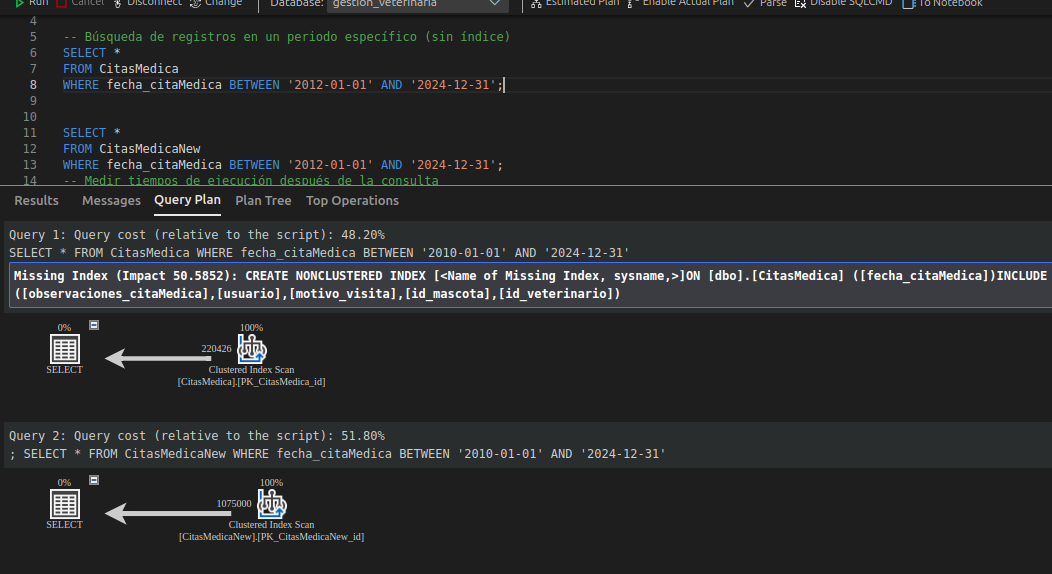 Run Cancel Disconnect Change Database: gestion_veterinaria Estimated Plan Enable Actual Plan Parse Disable SQLCMD To Notebook
4
5 -- Búsqueda de registros en un periodo específico (sin índice)
6 SELECT *
7 FROM CitasMedica
8 WHERE fecha_citaMedica BETWEEN '2012-01-01' AND '2024-12-31';
9
10
11 SELECT *
12 FROM CitasMedicaNew
13 WHERE fecha_citaMedica BETWEEN '2012-01-01' AND '2024-12-31';
14 -- Medir tiempos de ejecución después de la consulta
Results Messages Query Plan Plan Tree Top Operations
Query 1: Query cost (relative to the script): 48.20%
SELECT * FROM CitasMedica WHERE fecha_citaMedica BETWEEN '2010-01-01' AND '2024-12-31'
Missing Index (Impact 50.5852): CREATE NONCLUSTERED INDEX [<Name of Missing Index, sysname,>]ON [dbo].[CitasMedica] ([fecha_citaMedica])INCLUDE
([observaciones_citaMedica],[usuario],[motivo_visita],[id_mascota],[id_veterinario])
0% 100%
220426
SELECT Clustered Index Scan
[CitasMedica].[PK_CitasMedica_id]
Query 2: Query cost (relative to the script): 51.80%
; SELECT * FROM CitasMedicaNew WHERE fecha_citaMedica BETWEEN '2010-01-01' AND '2024-12-31'
0% 100%
1075000
SELECT Clustered Index Scan
[CitasMedicaNew].[PK_CitasMedicaNew_id]